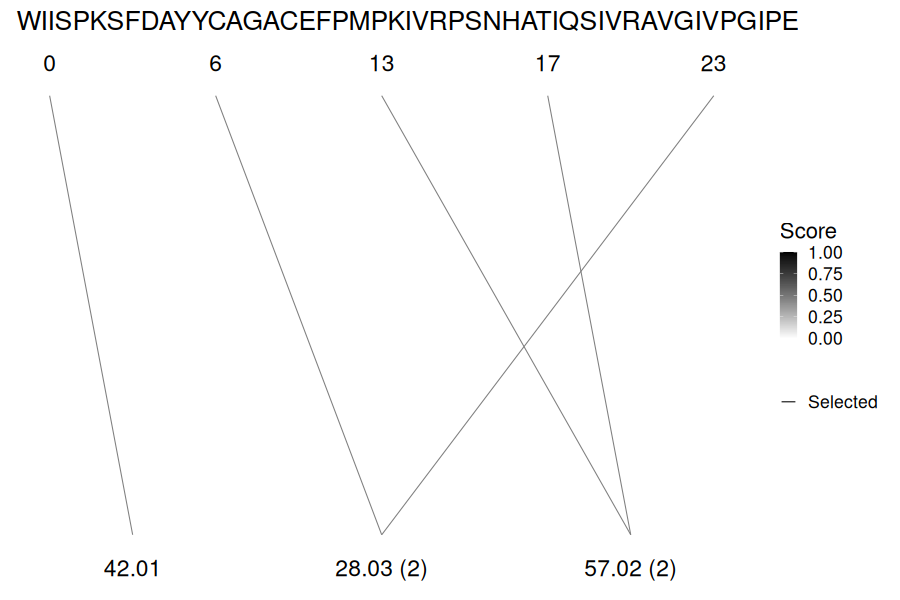 WIISPKSFDAYYCAGACEFPMPKIVRPSNHATIQSIVRAVGIVPGIPE
0 6 13 17 23
Score
1.00
0.75
0.50
0.25
0.00
Selected
42.01 28.03 (2) 57.02 (2)